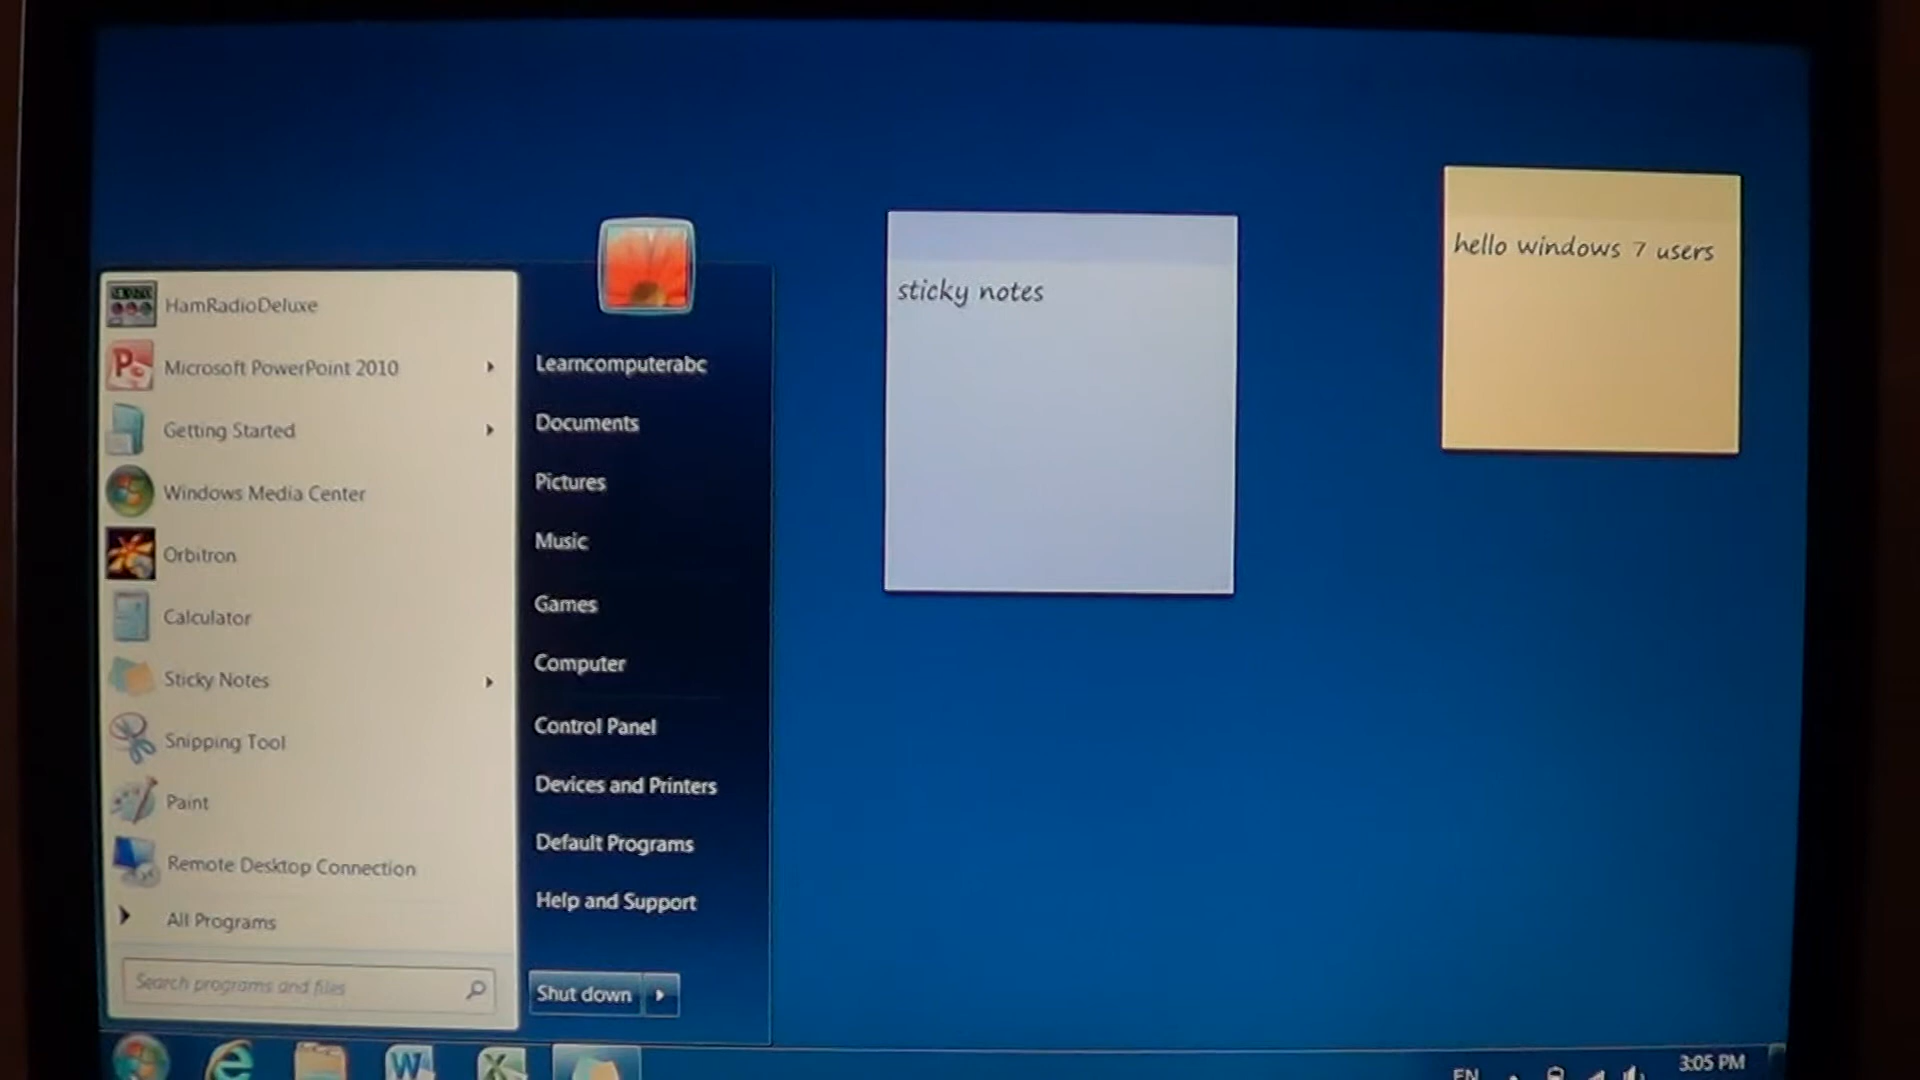 HamRadioDeluxe
Microsoft PowerPoint 2010
Getting Started
Windows Media Center
Orbitron
Calculator
Sticky Notes
Snipping Tool
Paint
Remote Desktop Connection
All Programs
Search programs and files
Learncomputerabc
Documents
Pictures
Music
Games
Computer
Control Panel
Devices and Printers
Default Programs
Help and Support
Shut down
sticky notes
hello windows 7 users
EN
3:05 PM